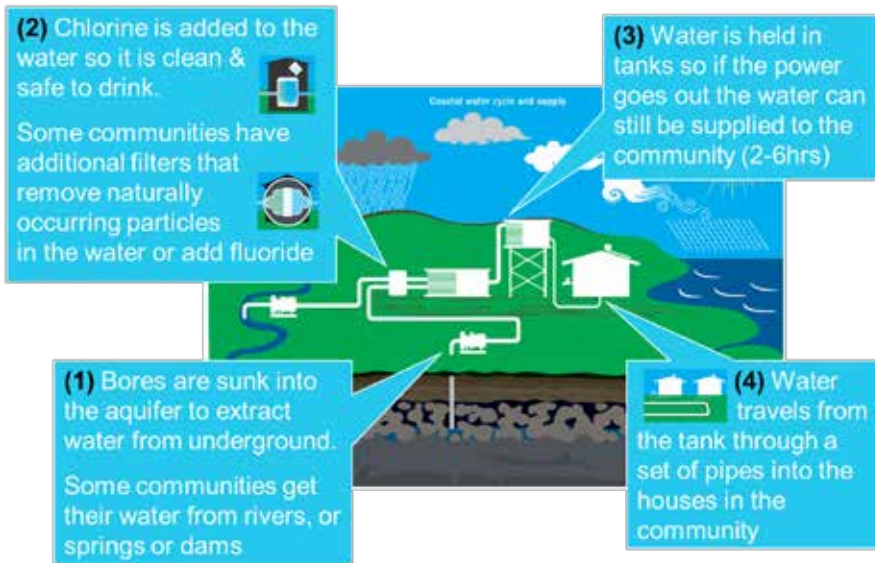 (2) Chlorine is added to the
water so it is clean &
safe to drink.
Some communities have
additional filters that
remove naturally
occurring particles
in the water or add fluoride
(3) Water is held in
tanks so if the power
goes out the water can
still be supplied to the
community (2-6hrs)
Coastal water cycle and supply
(1) Bores are sunk into
the aquifer to extract
water from underground.
Some communities get
their water from rivers, or
springs or dams
(4) Water
travels from
the tank through a
set of pipes into the
houses in the
community